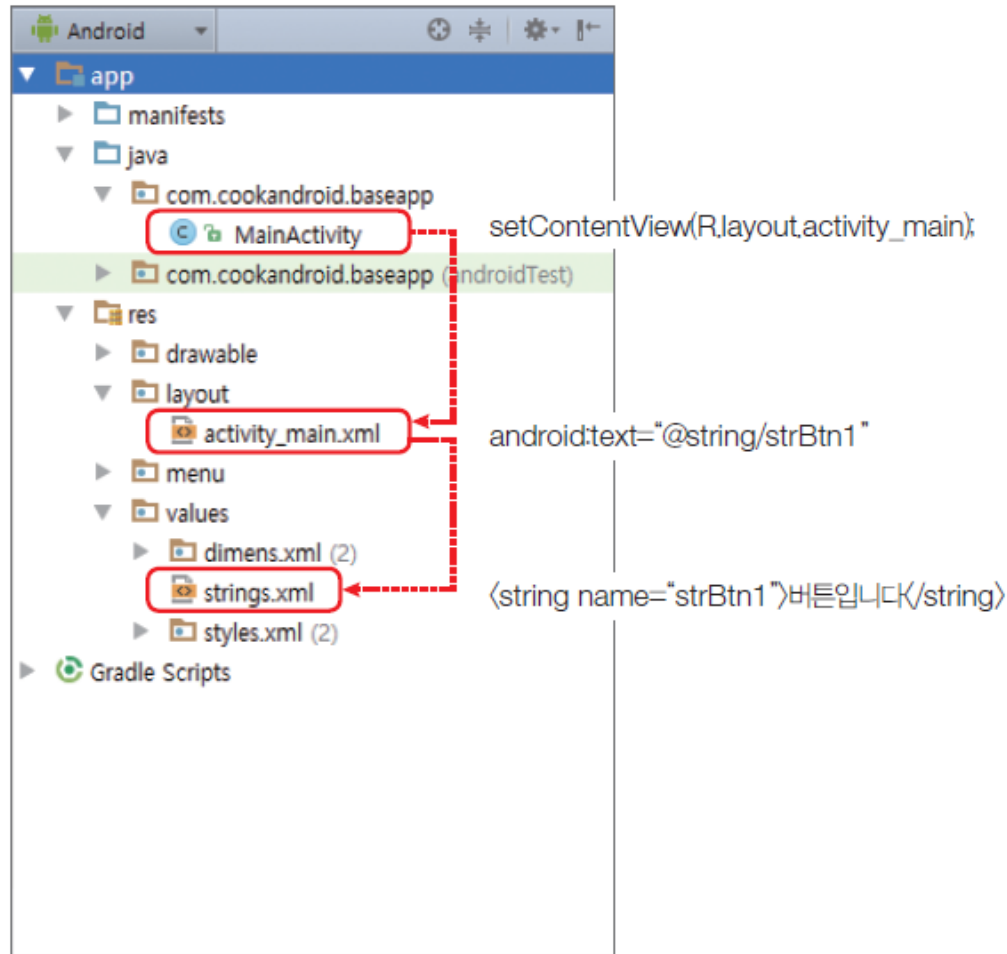 Android
app
manifests
java
com.cookandroid.baseapp
MainActivity
setContentView(R.layout.activity_main);
com.cookandroid.baseapp (androidTest)
res
drawable
layout
activity_main.xml
android:text=“@string/strBtn1”
menu
values
dimens.xml (2)
strings.xml
<string name=“strBtn1”>버튼입니다</string>
styles.xml (2)
Gradle Scripts